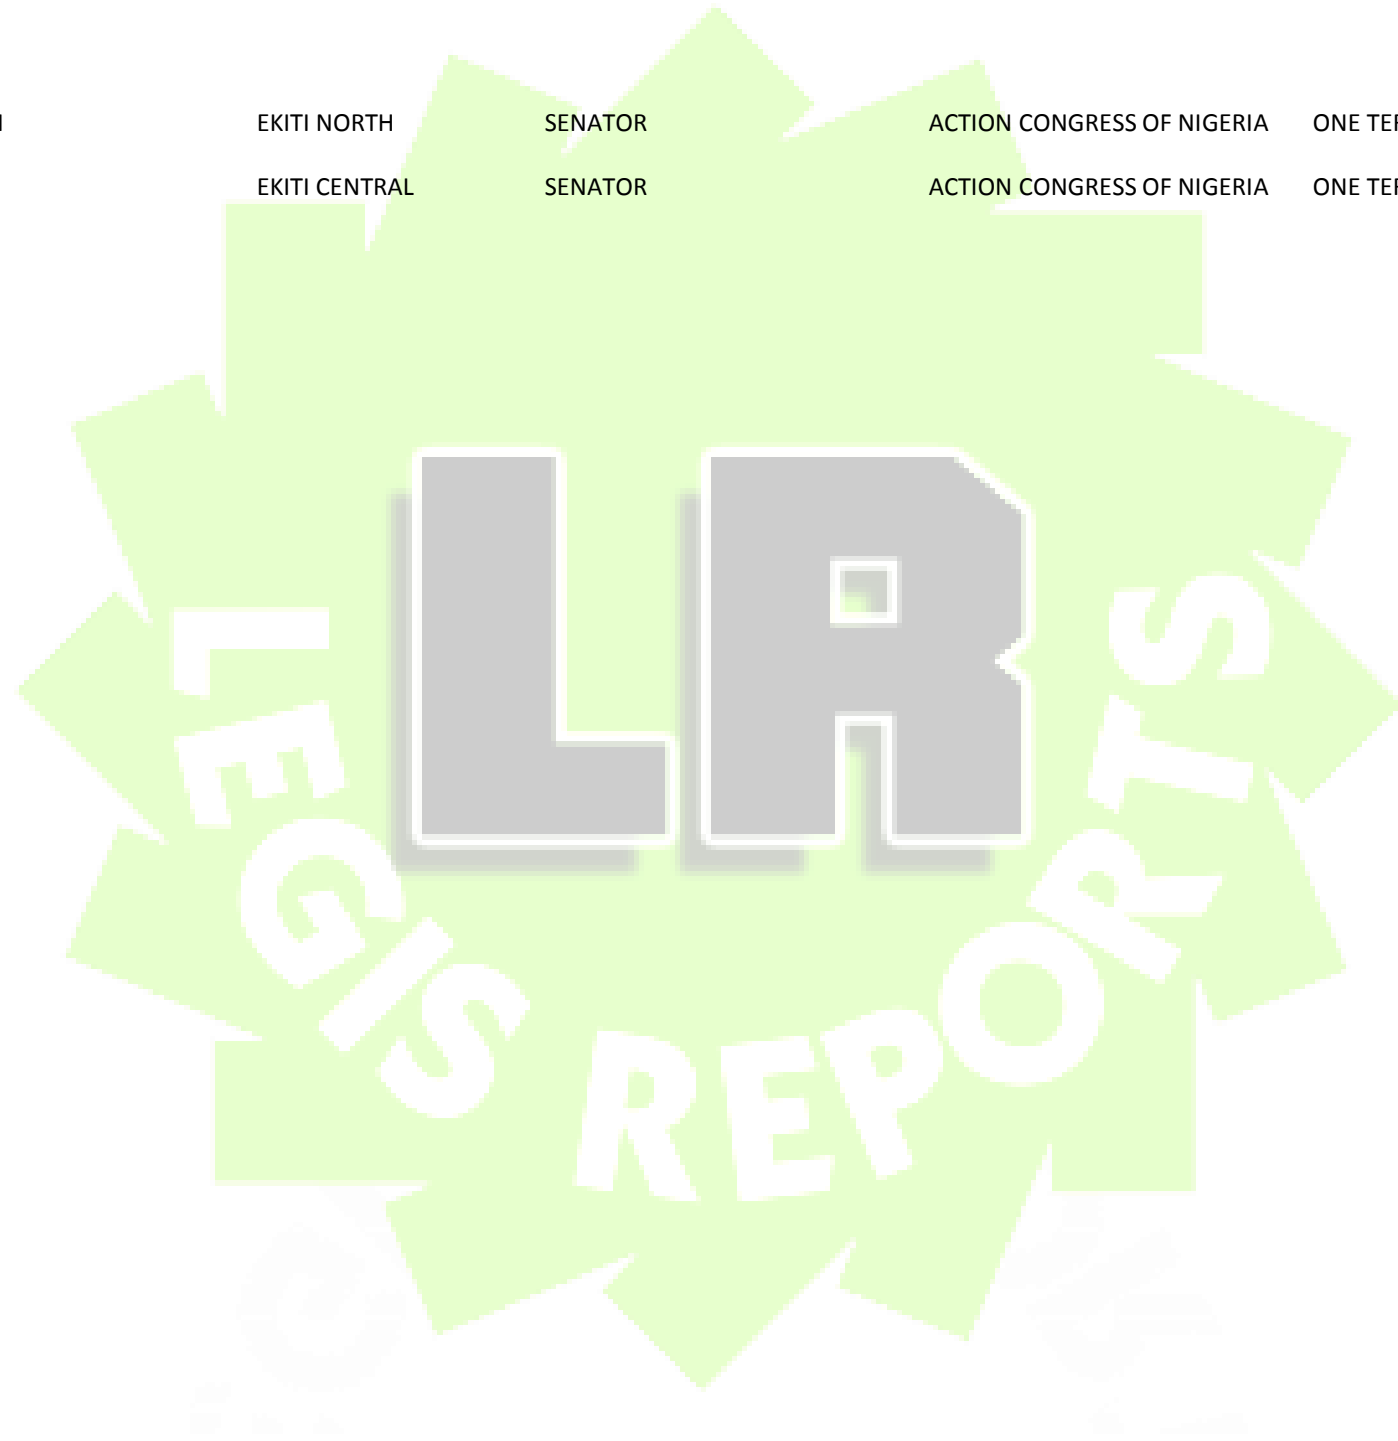 EKITI NORTH SENATOR ACTION CONGRESS OF NIGERIA ONE
EKITI CENTRAL SENATOR ACTION CONGRESS OF NIGERIA ONE
LR
LEGIS REPORTS